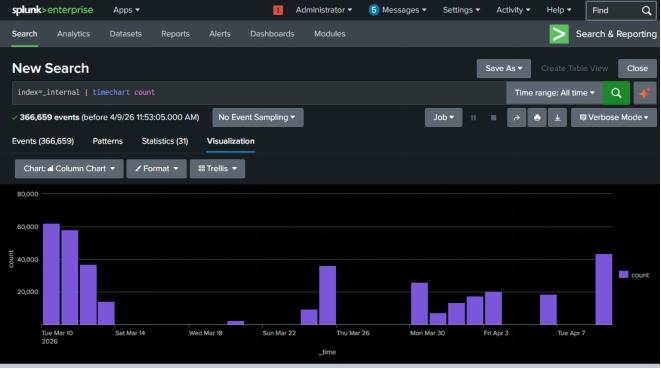 splunk>enterprise Apps ▾ ! Administrator ▾ 5 Messages ▾ Settings ▾ Activity ▾ Help ▾ Find
Search Analytics Datasets Reports Alerts Dashboards Modules > Search & Reporting
New Search
Save As ▾ Create Table View Close
index=_internal | timechart count
Time range: All time ▾
✓ 366,659 events (before 4/9/26 11:53:05.000 AM) No Event Sampling ▾ Job ▾ Verbose Mode ▾
Events (366,659) Patterns Statistics (31) Visualization
Chart: Column Chart ▾ Format ▾ Trellis ▾
80,000
60,000
40,000
20,000
count
count
Tue Mar 10 Sat Mar 14 Wed Mar 18 Sun Mar 22 Thu Mar 26 Mon Mar 30 Fri Apr 3 Tue Apr 7
2026
_time